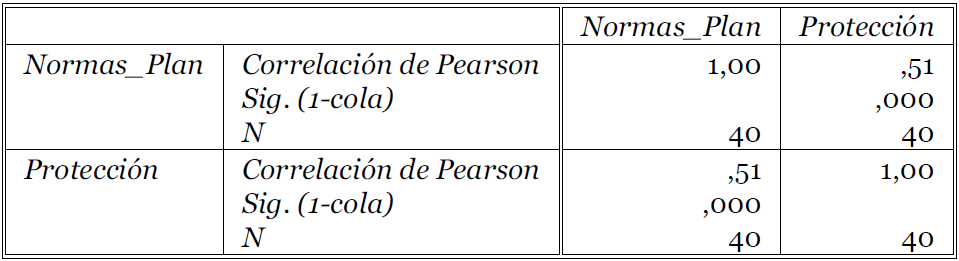 Normas_Plan Protección
Normas_Plan Correlación de Pearson 1,00 ,51
Sig. (1-cola) ,000
N 40 40
Protección Correlación de Pearson ,51 1,00
Sig. (1-cola) ,000
N 40 40